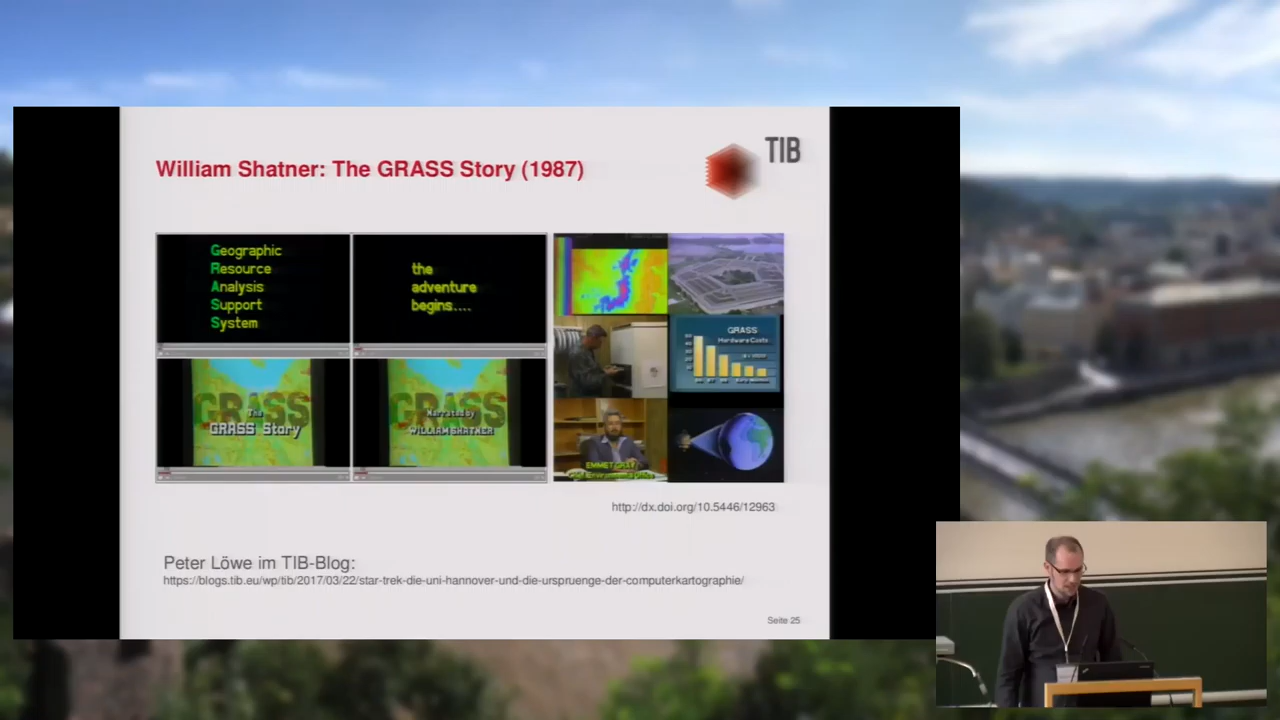 William Shatner: The GRASS Story (1987)
TIB
Geographic
Resource
Analysis
Support
System
the
adventure
begins....
The
GRASS Story
Narrated by
WILLIAM SHATNER
GRASS
Hardware Costs
EMMET GRAY
http://dx.doi.org/10.5446/12963
Peter Löwe im TIB-Blog:
https://blogs.tib.eu/wp/tib/2017/03/22/star-trek-die-uni-hannover-und-die-urspruenge-der-computerkartographie/
Seite 25